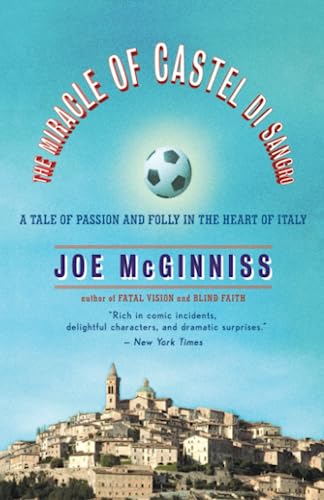 THE MIRACLE OF CASTEL DI SANGRO
A TALE OF PASSION AND FOLLY IN THE HEART OF ITALY
JOE McGINNISS
author of FATAL VISION and BLIND FAITH
"Rich in comic incidents,
delightful characters, and dramatic surprises."
— New York Times